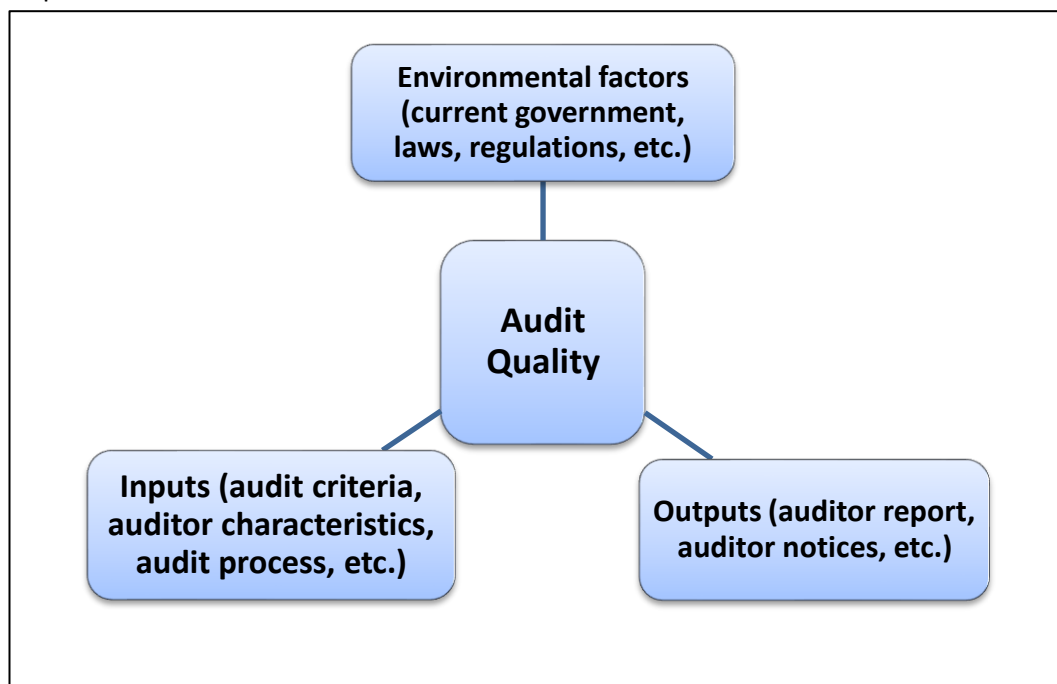 Environmental factors
(current government,
laws, regulations, etc.)
Audit
Quality
Inputs (audit criteria,
auditor characteristics,
audit process, etc.)
Outputs (auditor report,
auditor notices, etc.)